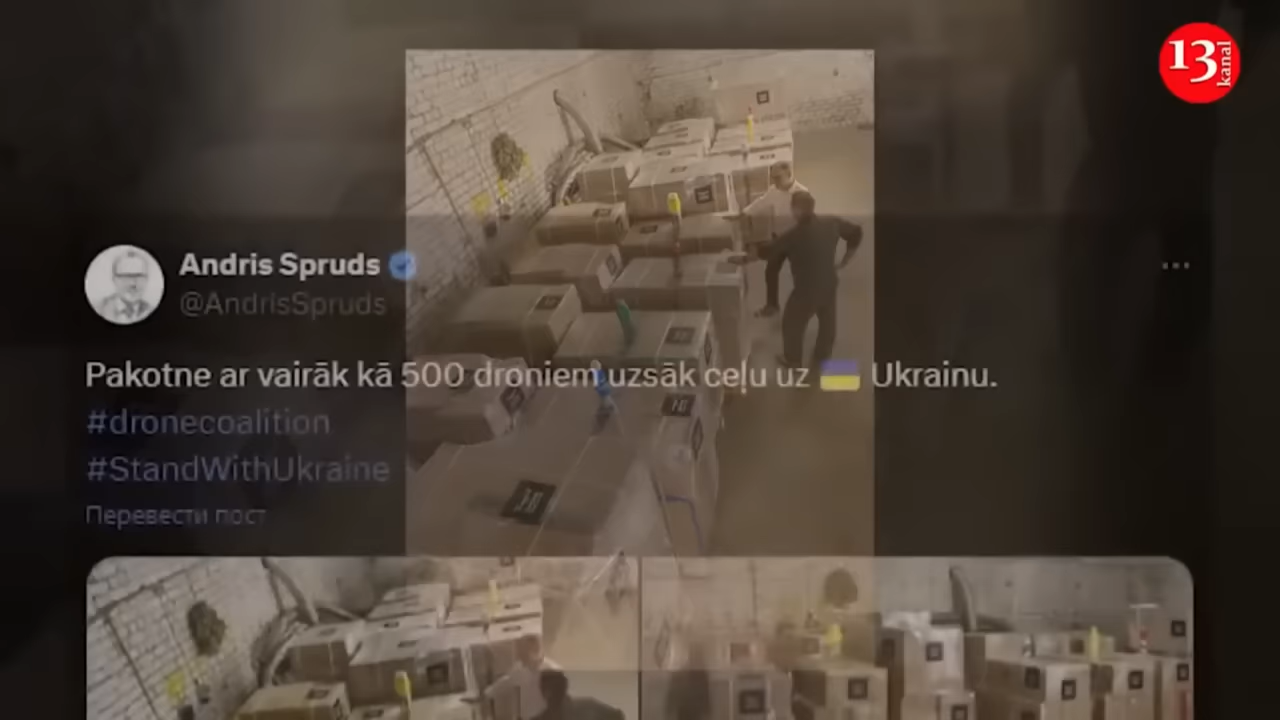 13
kanal
Andris Spruds
@AndrisSpruds
Pakotne ar vairāk kā 500 droniem uzsāk ceļu uz Ukrainu.
#dronecoalition
#StandWithUkraine
Перевести пост